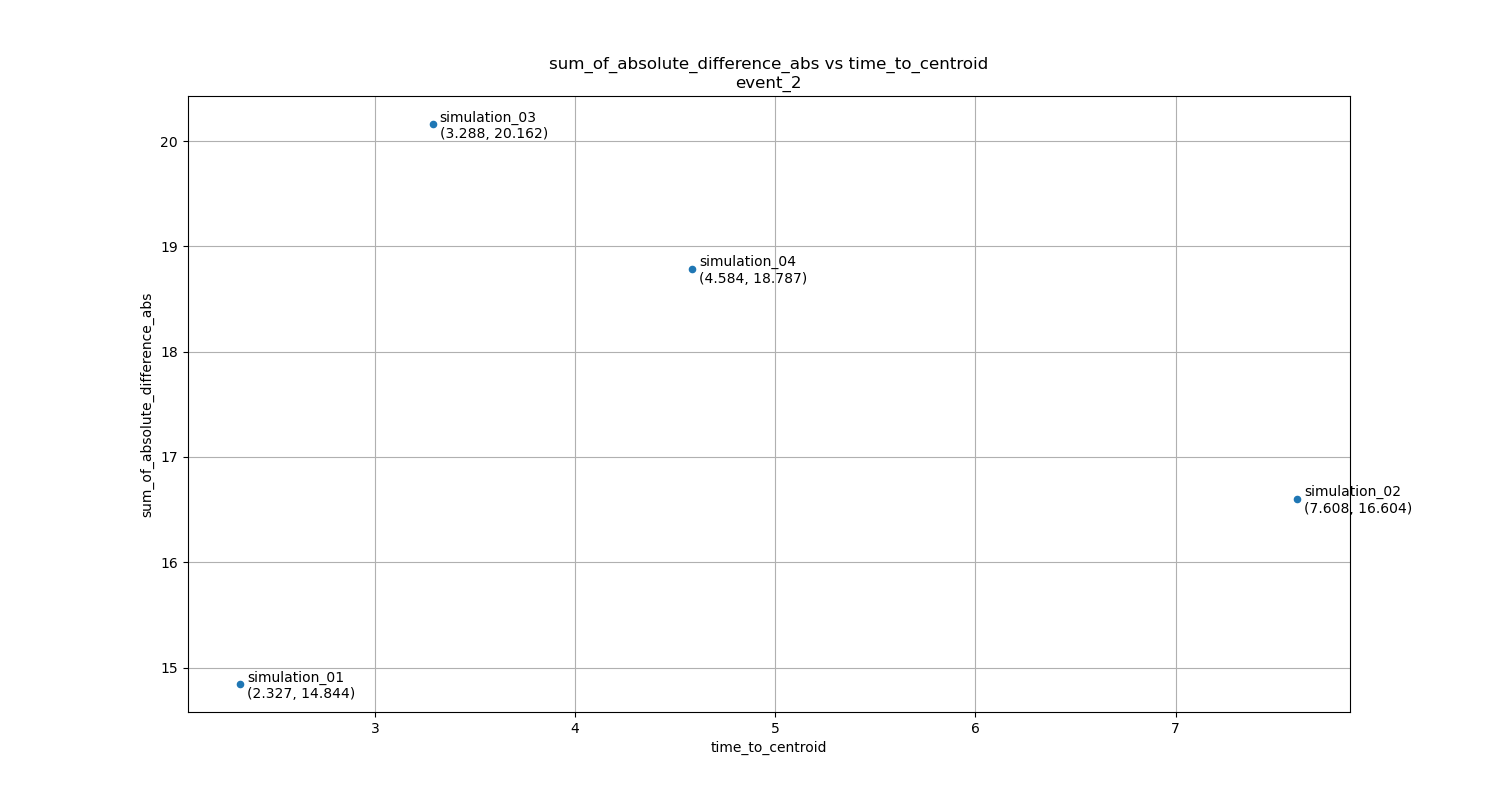 sum_of_absolute_difference_abs vs time_to_centroid
event_2
simulation_03
(3.288, 20.162)
20
19
simulation_04
(4.584, 18.787)
18
sum_of_absolute_difference_abs
17
simulation_02
(7.608, 16.604)
16
15
simulation_01
(2.327, 14.844)
3 4 5 6 7
time_to_centroid